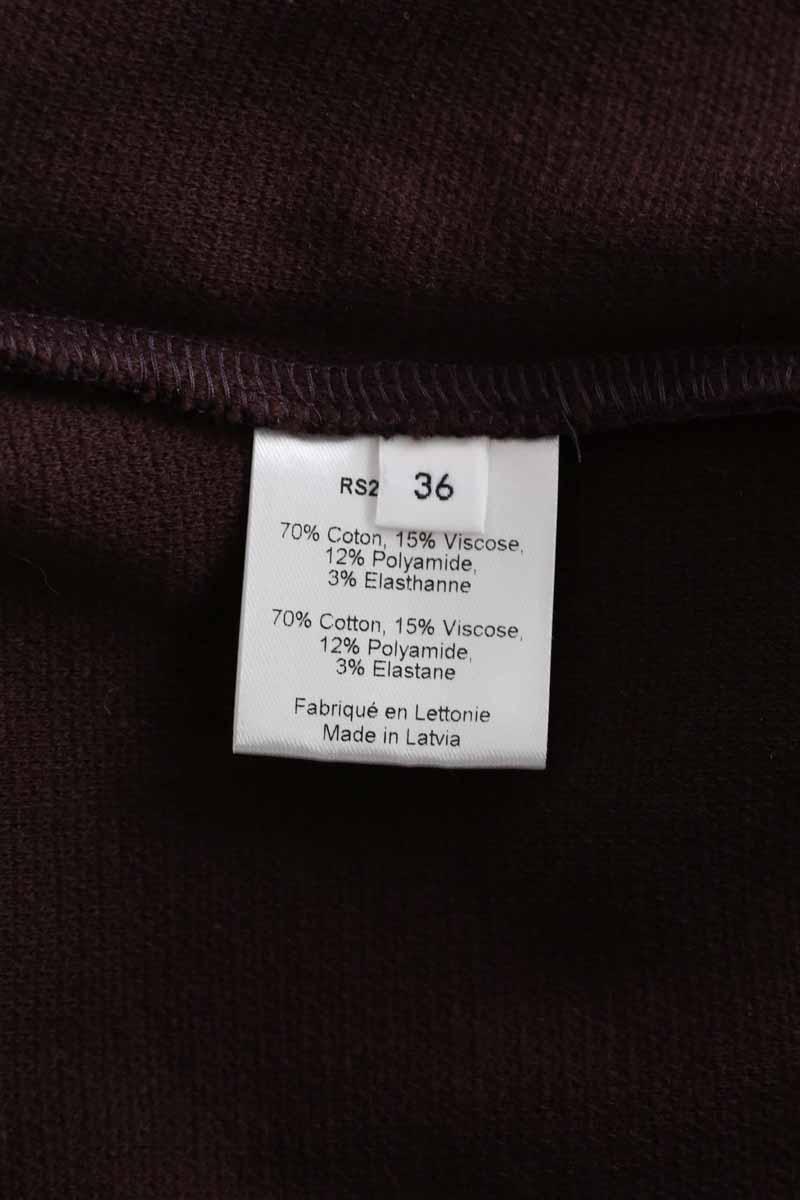 RS2
36
70% Coton, 15% Viscose,
12% Polyamide,
3% Elasthanne
70% Cotton, 15% Viscose,
12% Polyamide,
3% Elastane
Fabriqué en Lettonie
Made in Latvia